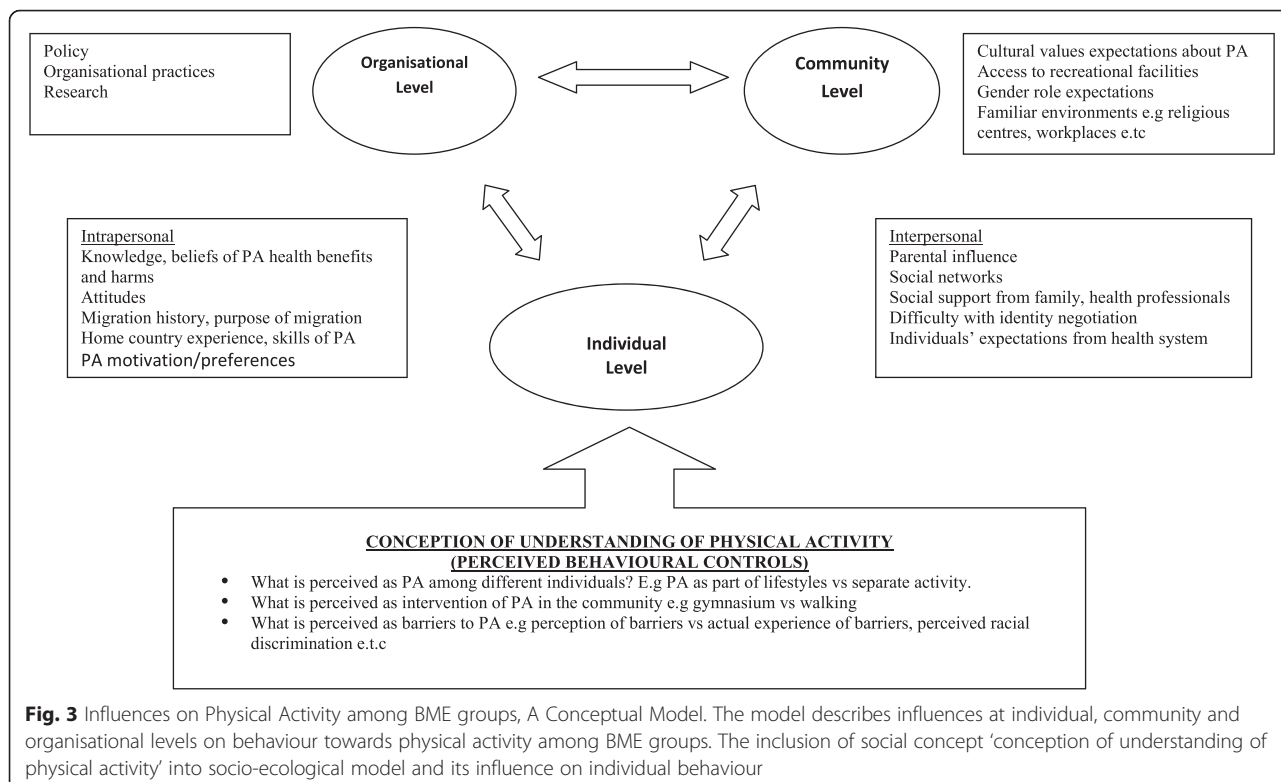 Policy
Organisational practices
Research
Organisational
Level
Community
Level
Cultural values expectations about PA
Access to recreational facilities
Gender role expectations
Familiar environments e.g religious
centres, workplaces e.tc
Intrapersonal
Knowledge, beliefs of PA health benefits
and harms
Attitudes
Migration history, purpose of migration
Home country experience, skills of PA
PA motivation/preferences
Individual
Level
Interpersonal
Parental influence
Social networks
Social support from family, health professionals
Difficulty with identity negotiation
Individuals' expectations from health system
CONCEPTION OF UNDERSTANDING OF PHYSICAL ACTIVITY
(PERCEIVED BEHAVIOURAL CONTROLS)
• What is perceived as PA among different individuals? E.g PA as part of lifestyles vs separate activity.
• What is perceived as intervention of PA in the community e.g gymnasium vs walking
• What is perceived as barriers to PA e.g perception of barriers vs actual experience of barriers, perceived racial
discrimination e.t.c
Fig. 3 Influences on Physical Activity among BME groups, A Conceptual Model. The model describes influences at individual, community and
organisational levels on behaviour towards physical activity among BME groups. The inclusion of social concept 'conception of understanding of
physical activity' into socio-ecological model and its influence on individual behaviour